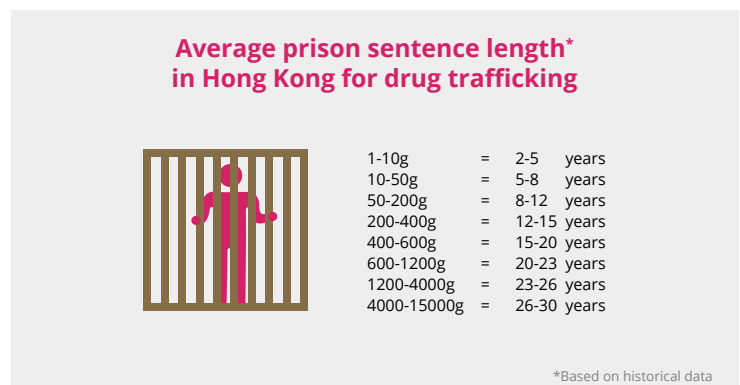 Average prison sentence length*
in Hong Kong for drug trafficking
1-10g = 2-5 years
10-50g = 5-8 years
50-200g = 8-12 years
200-400g = 12-15 years
400-600g = 15-20 years
600-1200g = 20-23 years
1200-4000g = 23-26 years
4000-15000g = 26-30 years
*Based on historical data